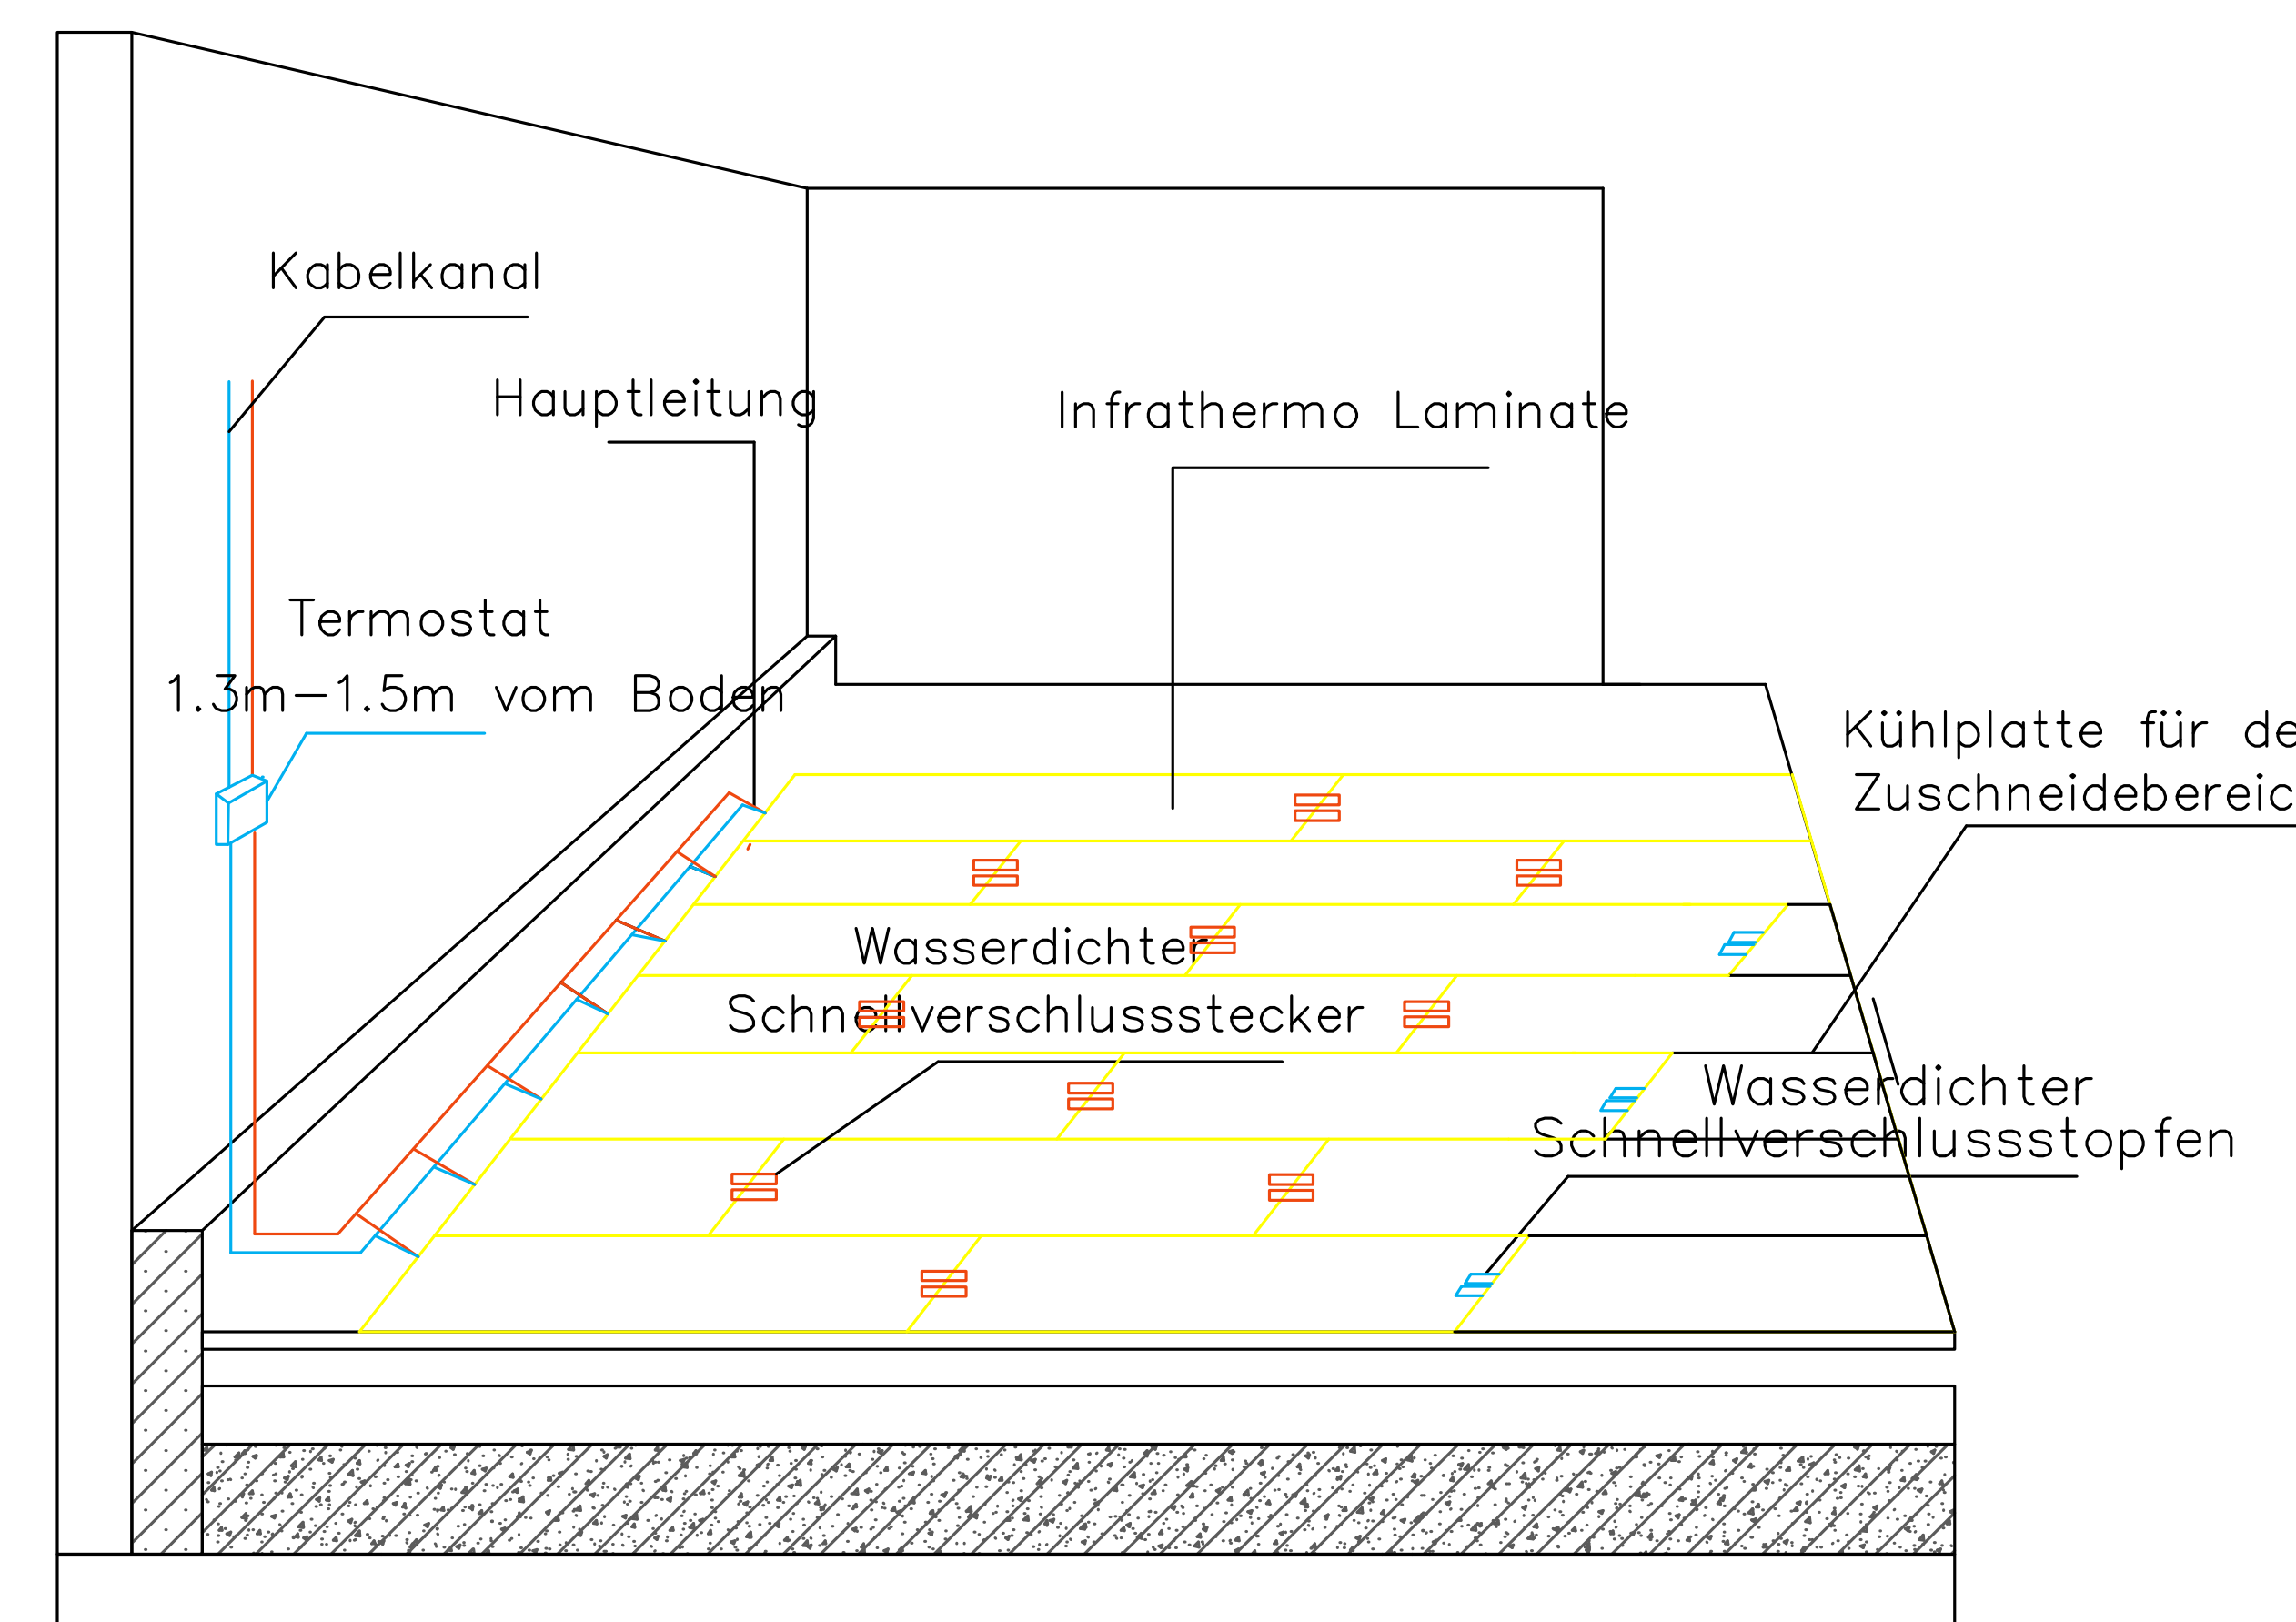 Kabelkanal
Hauptleitung
Infrathermo Laminate
Termostat
1.3m-1.5m vom Boden
Kühlplatte für de
Zuschneidebereic
Wasserdichter
Schnellverschlussstecker
Wasserdichter
Schnellverschlussstopfen